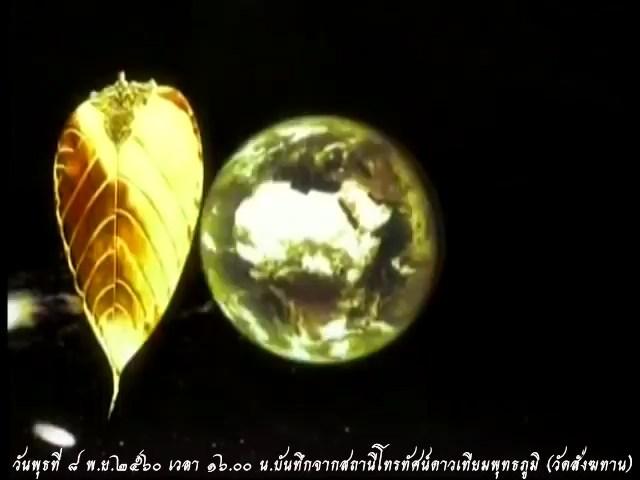 วันพุธที่ ๘ พ.ย.๒๕๖๐ เวลา ๑๖.๐๐ น.บันทึกจากสถานีโทรทัศน์ดาวเทียมพุทธภูมิ (วัดสังฆทาน)